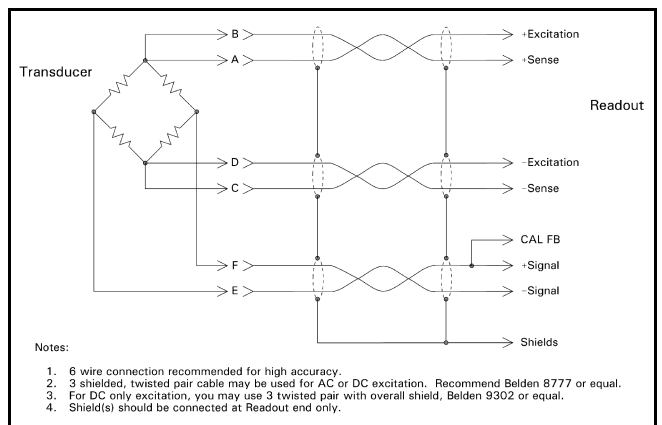 B
+Excitation
A
+Sense
Transducer
Readout
D
−Excitation
C
−Sense
CAL FB
F
+Signal
E
−Signal
Shields
Notes:
1. 6 wire connection recommended for high accuracy.
2. 3 shielded, twisted pair cable may be used for AC or DC excitation. Recommend Belden 8777 or equal.
3. For DC only excitation, you may use 3 twisted pair with overall shield, Belden 9302 or equal.
4. Shield(s) should be connected at Readout end only.